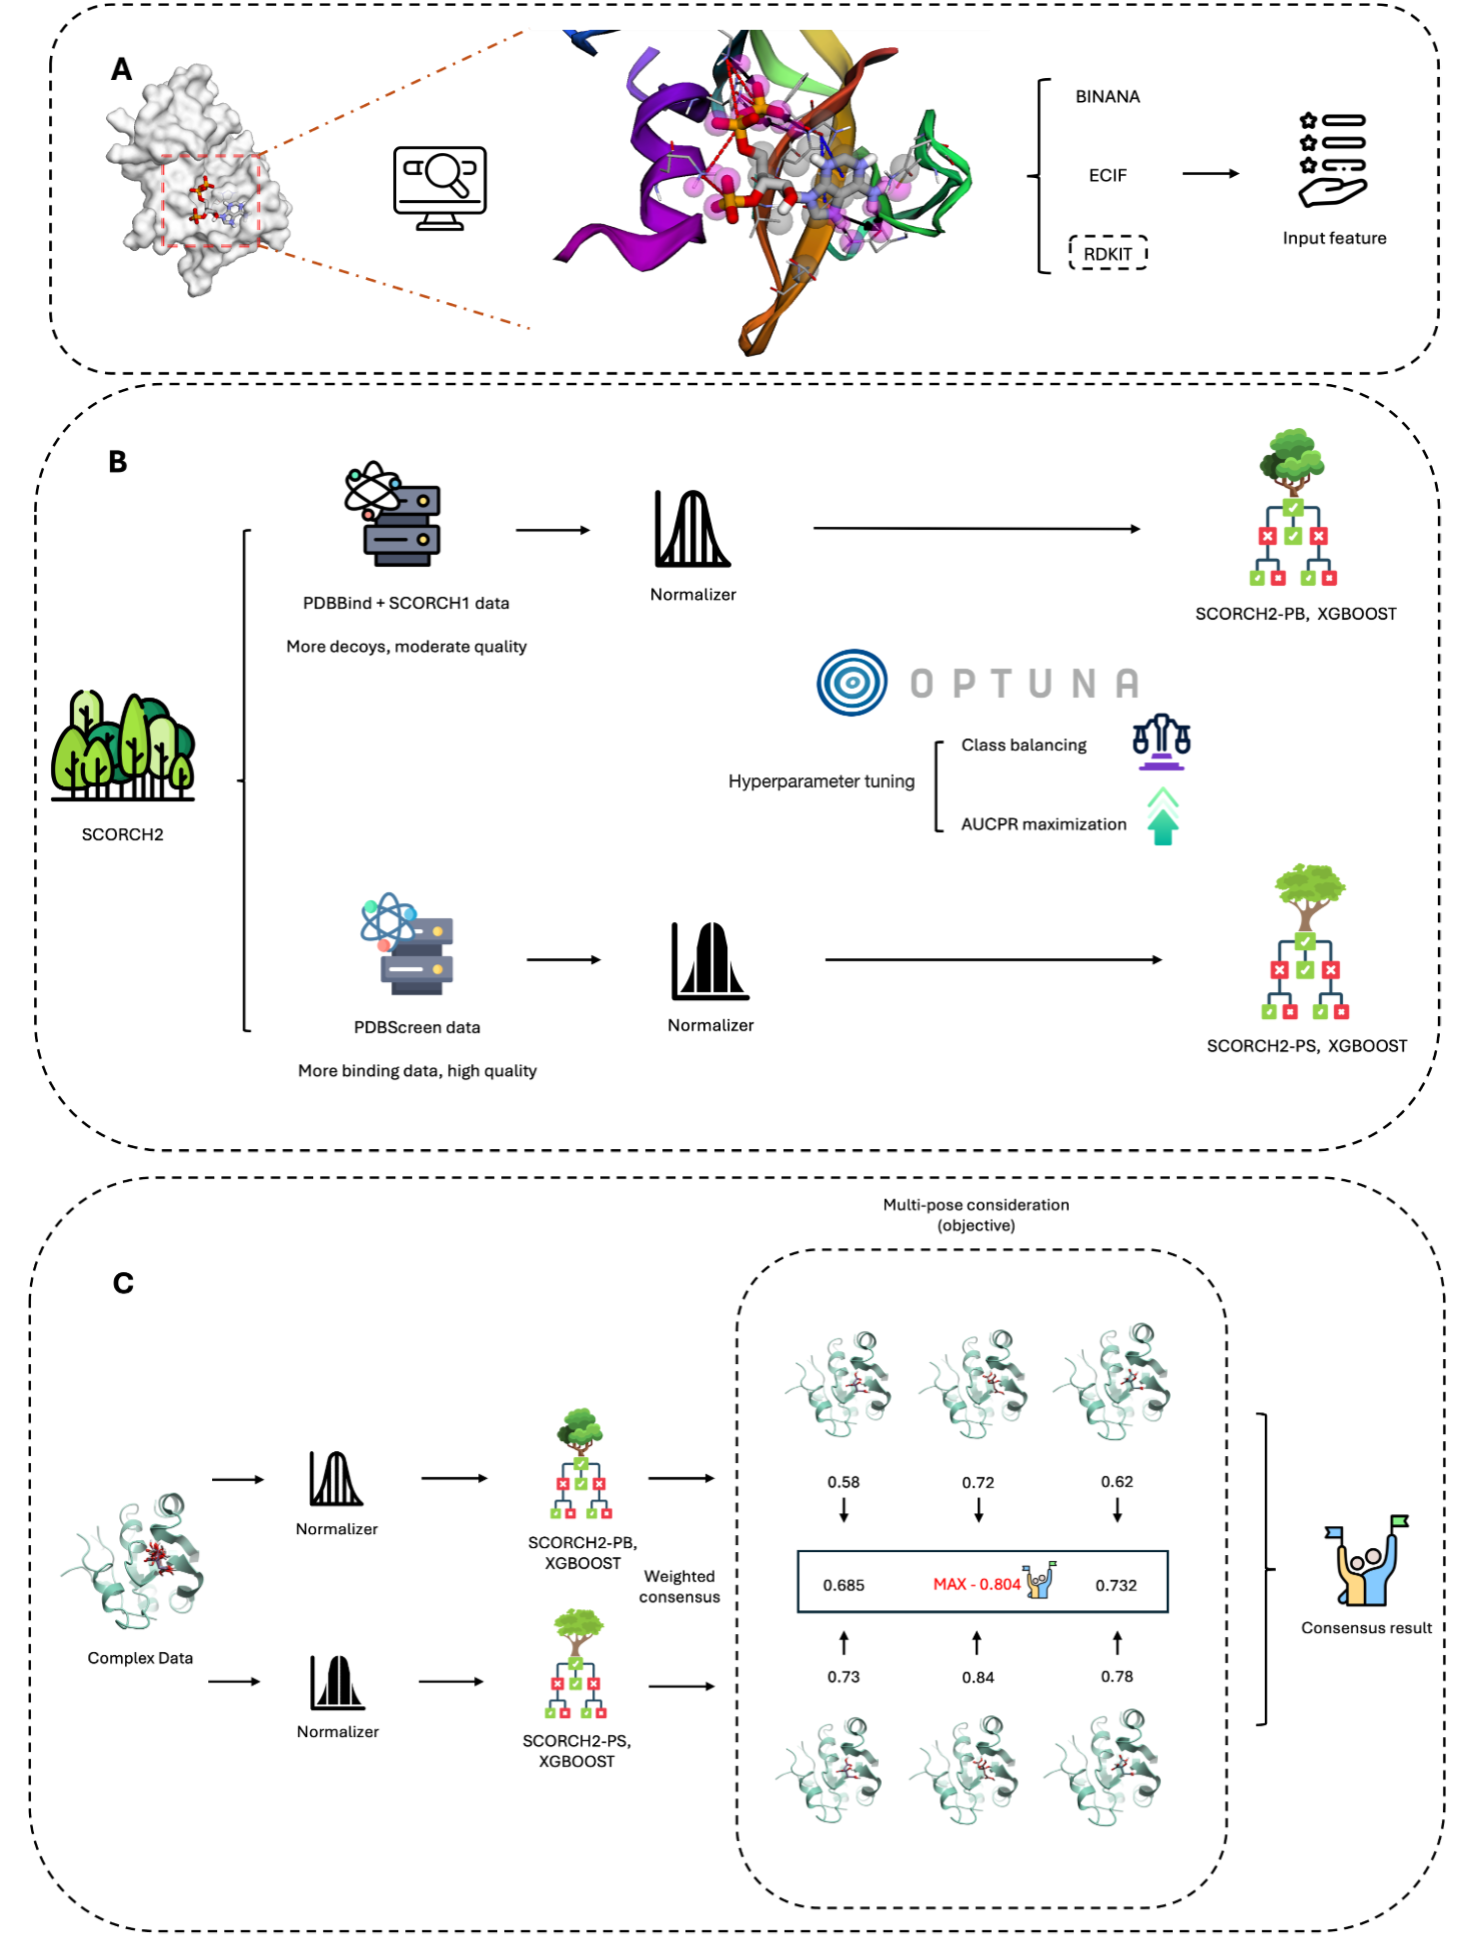 A
BINANA
ECIF
RDKIT
Input feature
B
PDBBind + SCORCH1 data
More decoys, moderate quality
Normalizer
SCORCH2-PB, XGBOOST
OPTUNA
Class balancing
Hyperparameter tuning
AUCPR maximization
SCORCH2
PDBScreen data
More binding data, high quality
Normalizer
SCORCH2-PS, XGBOOST
Multi-pose consideration
(objective)
C
0.58
0.72
0.62
Normalizer
SCORCH2-PB,
XGBOOST
Weighted
consensus
0.685
MAX - 0.804
0.732
Consensus result
Complex Data
0.73
0.84
0.78
Normalizer
SCORCH2-PS,
XGBOOST